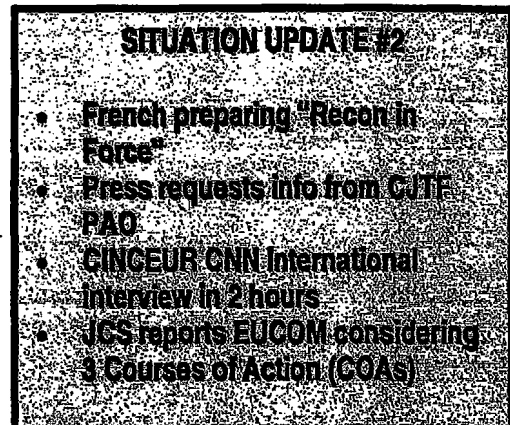 SITUATION UPDATE #2
• French preparing "Recon in
Force"
• Press requests info from CJTF
PAO
• CINCEUR CNN International
interview in 2 hours
• JCS reports EUCOM considering
3 Courses of Action (COAs)